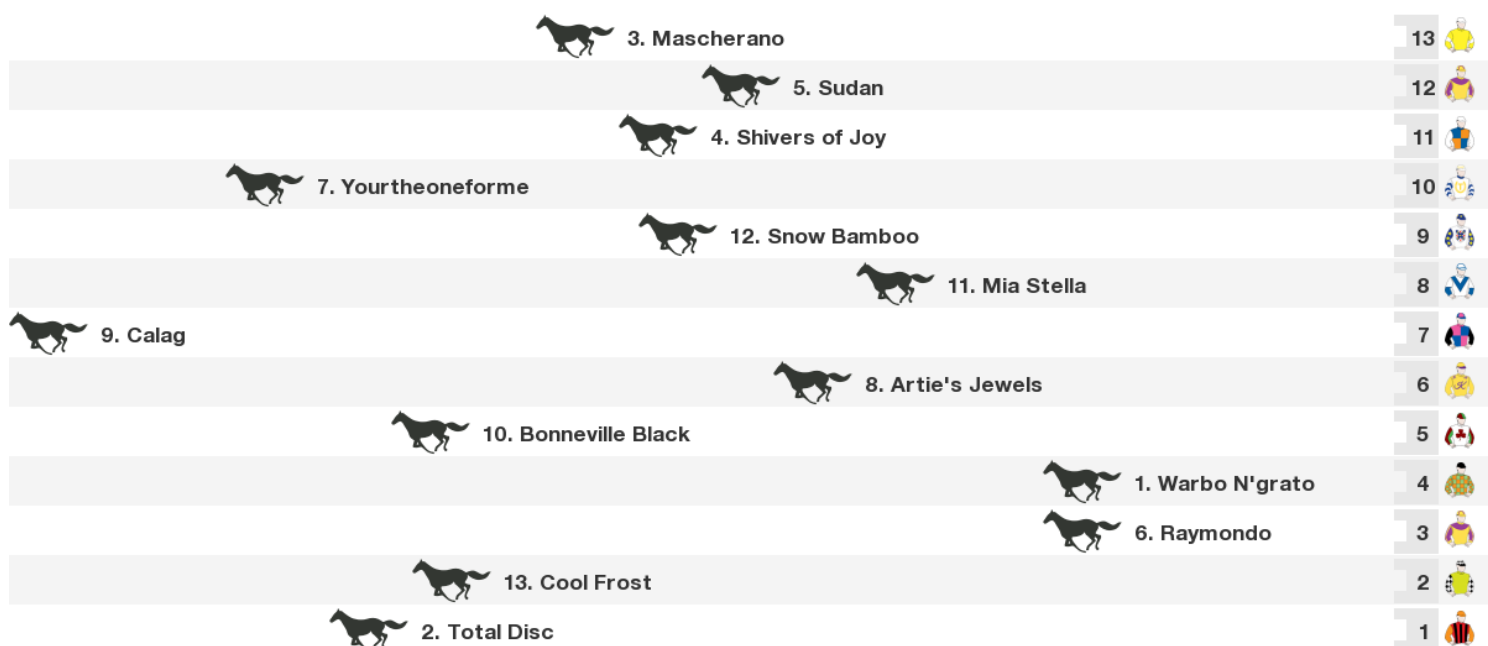 3. Mascherano 13
5. Sudan 12
4. Shivers of Joy 11
7. Yourtheoneforme 10
12. Snow Bamboo 9
11. Mia Stella 8
9. Calag 7
8. Artie's Jewels 6
10. Bonneville Black 5
1. Warbo N'grato 4
6. Raymondo 3
13. Cool Frost 2
2. Total Disc 1